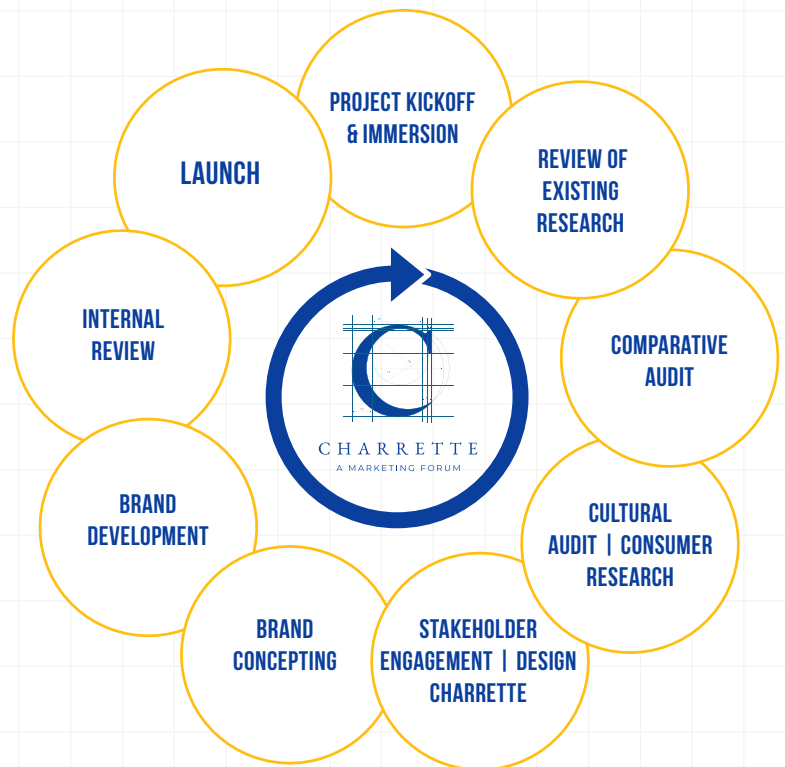 PROJECT KICKOFF
& IMMERSION
REVIEW OF
EXISTING
RESEARCH
COMPARATIVE
AUDIT
CULTURAL
AUDIT | CONSUMER
RESEARCH
STAKEHOLDER
ENGAGEMENT | DESIGN
CHARRETTE
BRAND
CONCEPTING
BRAND
DEVELOPMENT
INTERNAL
REVIEW
LAUNCH
C
CHARRETTE
A MARKETING FORUM